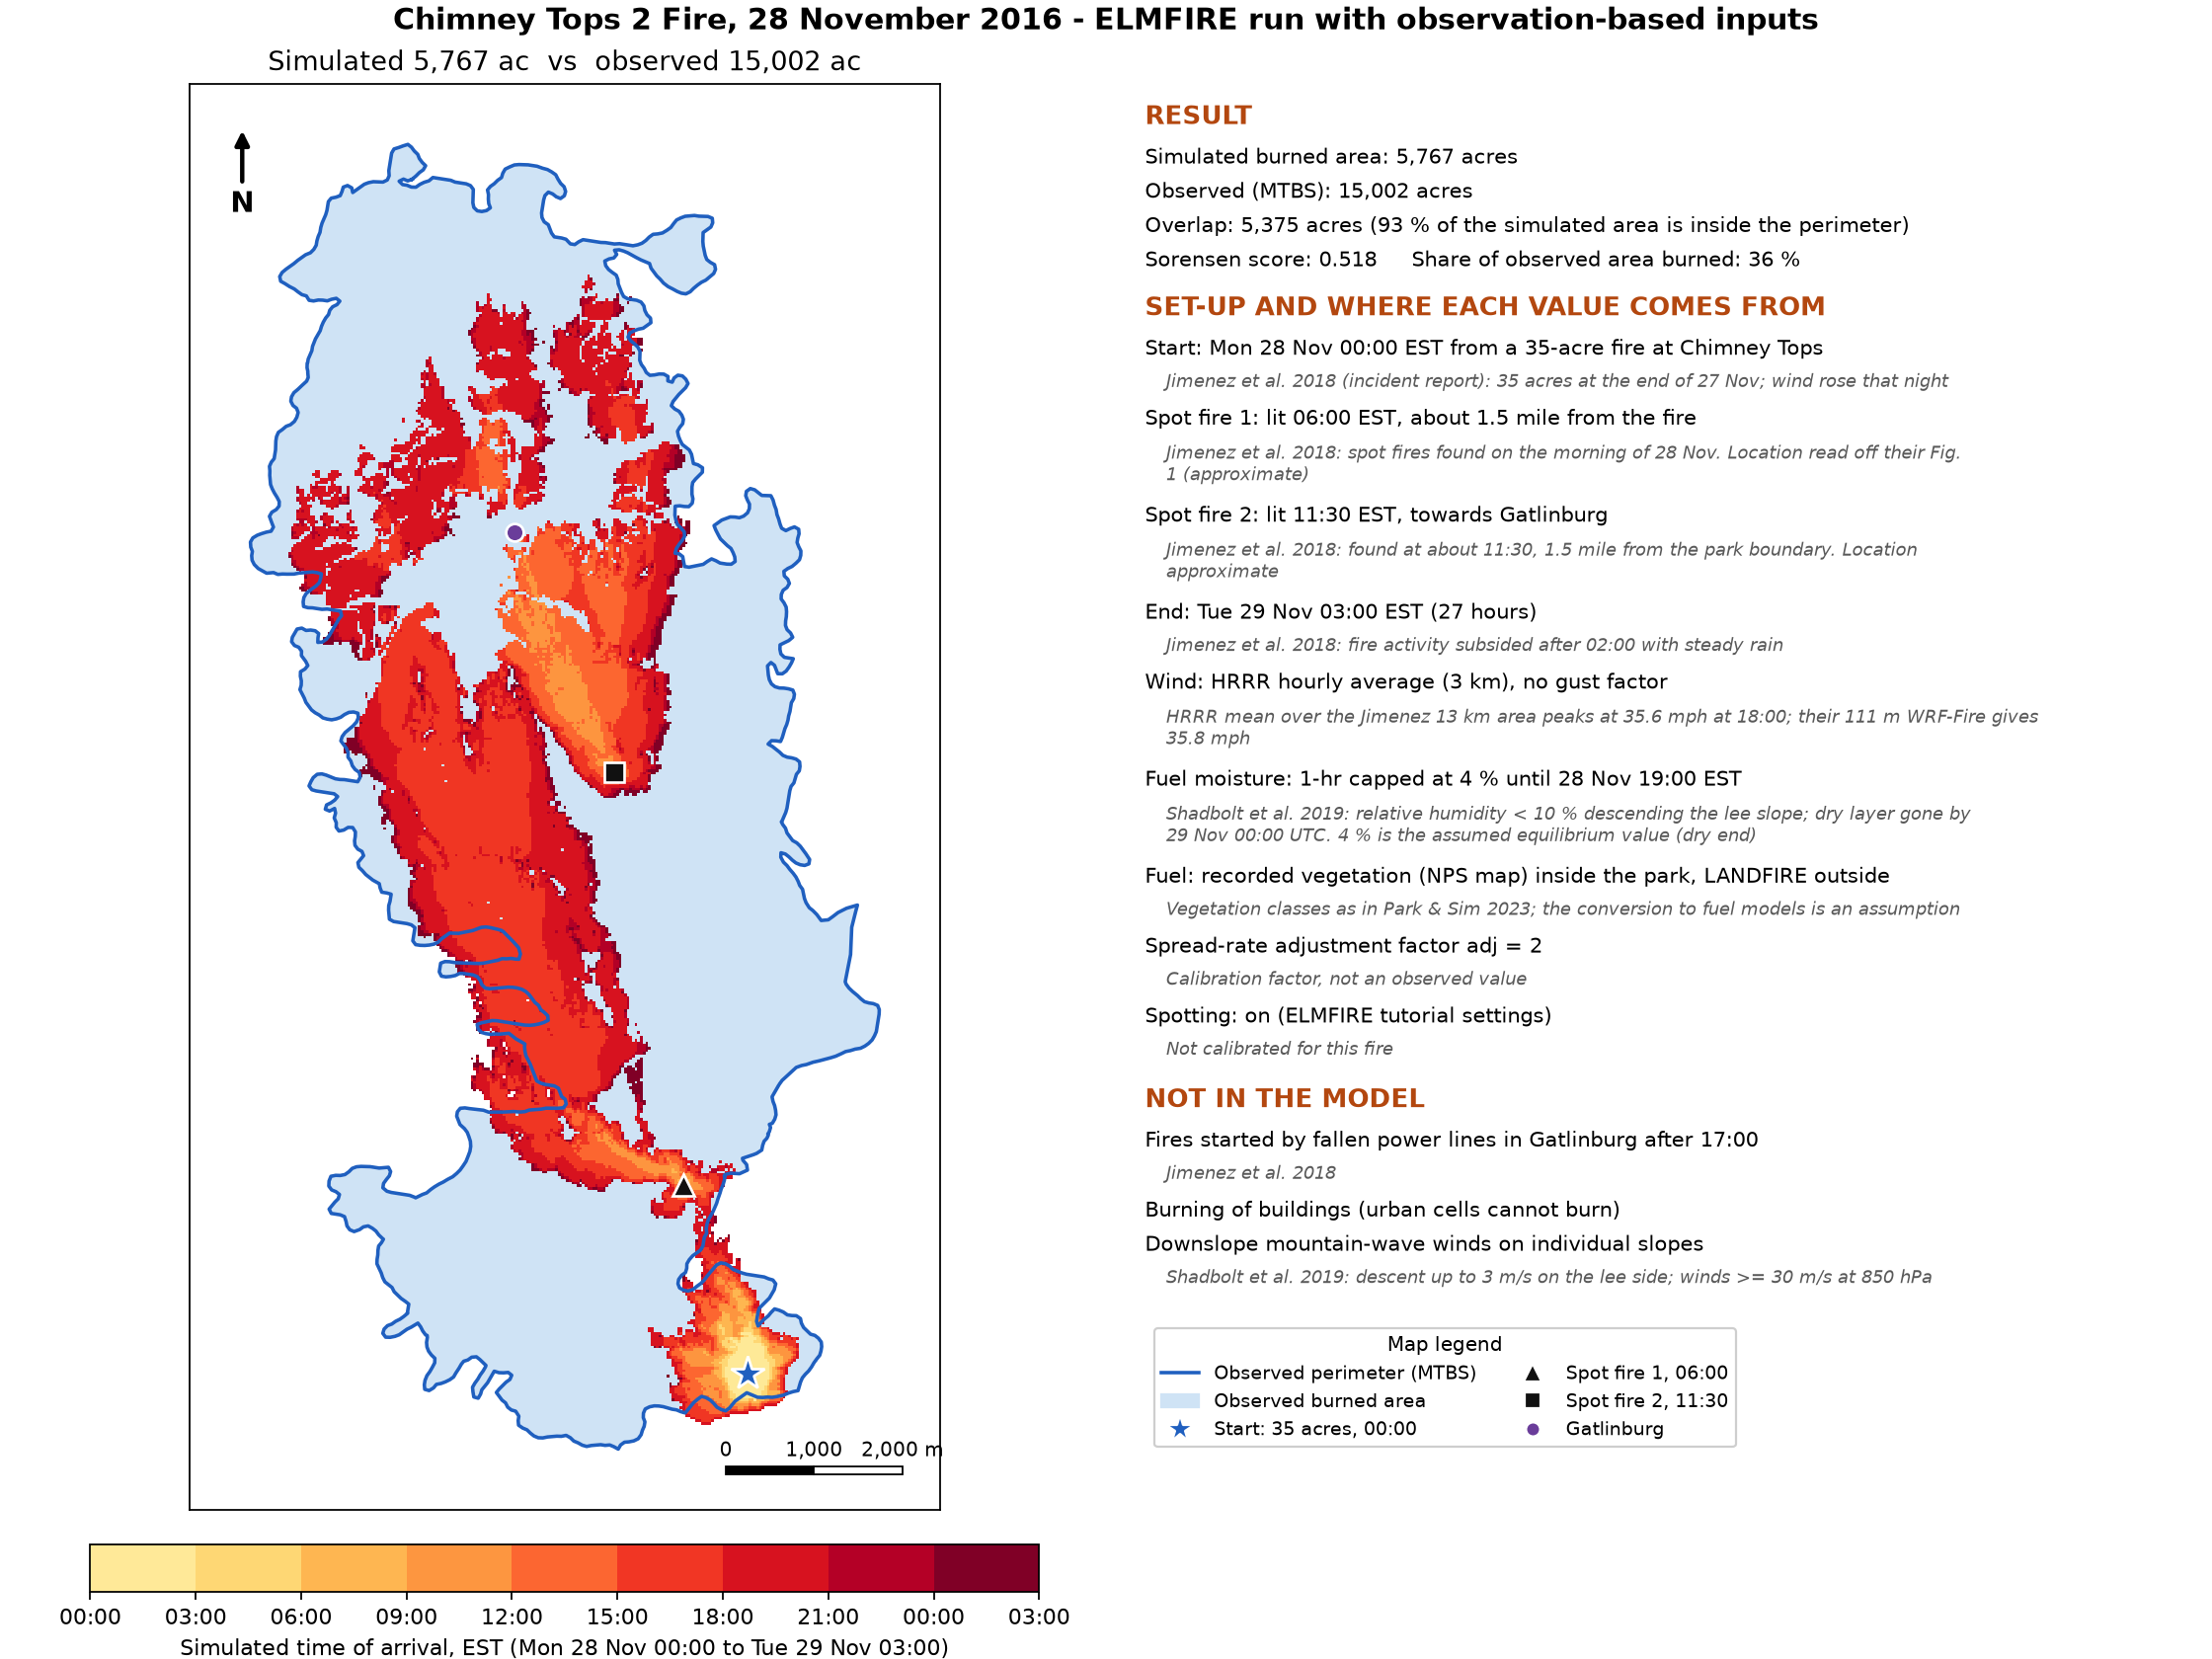 Chimney Tops 2 Fire, 28 November 2016 - ELMFIRE run with observation-based inputs
Simulated 5,767 ac vs observed 15,002 ac
N
0 1,000 2,000 m
00:00 03:00 06:00 09:00 12:00 15:00 18:00 21:00 00:00 03:00
Simulated time of arrival, EST (Mon 28 Nov 00:00 to Tue 29 Nov 03:00)
RESULT
Simulated burned area: 5,767 acres
Observed (MTBS): 15,002 acres
Overlap: 5,375 acres (93 % of the simulated area is inside the perimeter)
Sorensen score: 0.518 Share of observed area burned: 36 %
SET-UP AND WHERE EACH VALUE COMES FROM
Start: Mon 28 Nov 00:00 EST from a 35-acre fire at Chimney Tops
Jimenez et al. 2018 (incident report): 35 acres at the end of 27 Nov; wind rose that night
Spot fire 1: lit 06:00 EST, about 1.5 mile from the fire
Jimenez et al. 2018: spot fires found on the morning of 28 Nov. Location read off their Fig.
1 (approximate)
Spot fire 2: lit 11:30 EST, towards Gatlinburg
Jimenez et al. 2018: found at about 11:30, 1.5 mile from the park boundary. Location
approximate
End: Tue 29 Nov 03:00 EST (27 hours)
Jimenez et al. 2018: fire activity subsided after 02:00 with steady rain
Wind: HRRR hourly average (3 km), no gust factor
HRRR mean over the Jimenez 13 km area peaks at 35.6 mph at 18:00; their 111 m WRF-Fire gives
35.8 mph
Fuel moisture: 1-hr capped at 4 % until 28 Nov 19:00 EST
Shadbolt et al. 2019: relative humidity < 10 % descending the lee slope; dry layer gone by
29 Nov 00:00 UTC. 4 % is the assumed equilibrium value (dry end)
Fuel: recorded vegetation (NPS map) inside the park, LANDFIRE outside
Vegetation classes as in Park & Sim 2023; the conversion to fuel models is an assumption
Spread-rate adjustment factor adj = 2
Calibration factor, not an observed value
Spotting: on (ELMFIRE tutorial settings)
Not calibrated for this fire
NOT IN THE MODEL
Fires started by fallen power lines in Gatlinburg after 17:00
Jimenez et al. 2018
Burning of buildings (urban cells cannot burn)
Downslope mountain-wave winds on individual slopes
Shadbolt et al. 2019: descent up to 3 m/s on the lee side; winds >= 30 m/s at 850 hPa
Map legend
Observed perimeter (MTBS) Spot fire 1, 06:00
Observed burned area Spot fire 2, 11:30
Start: 35 acres, 00:00 Gatlinburg